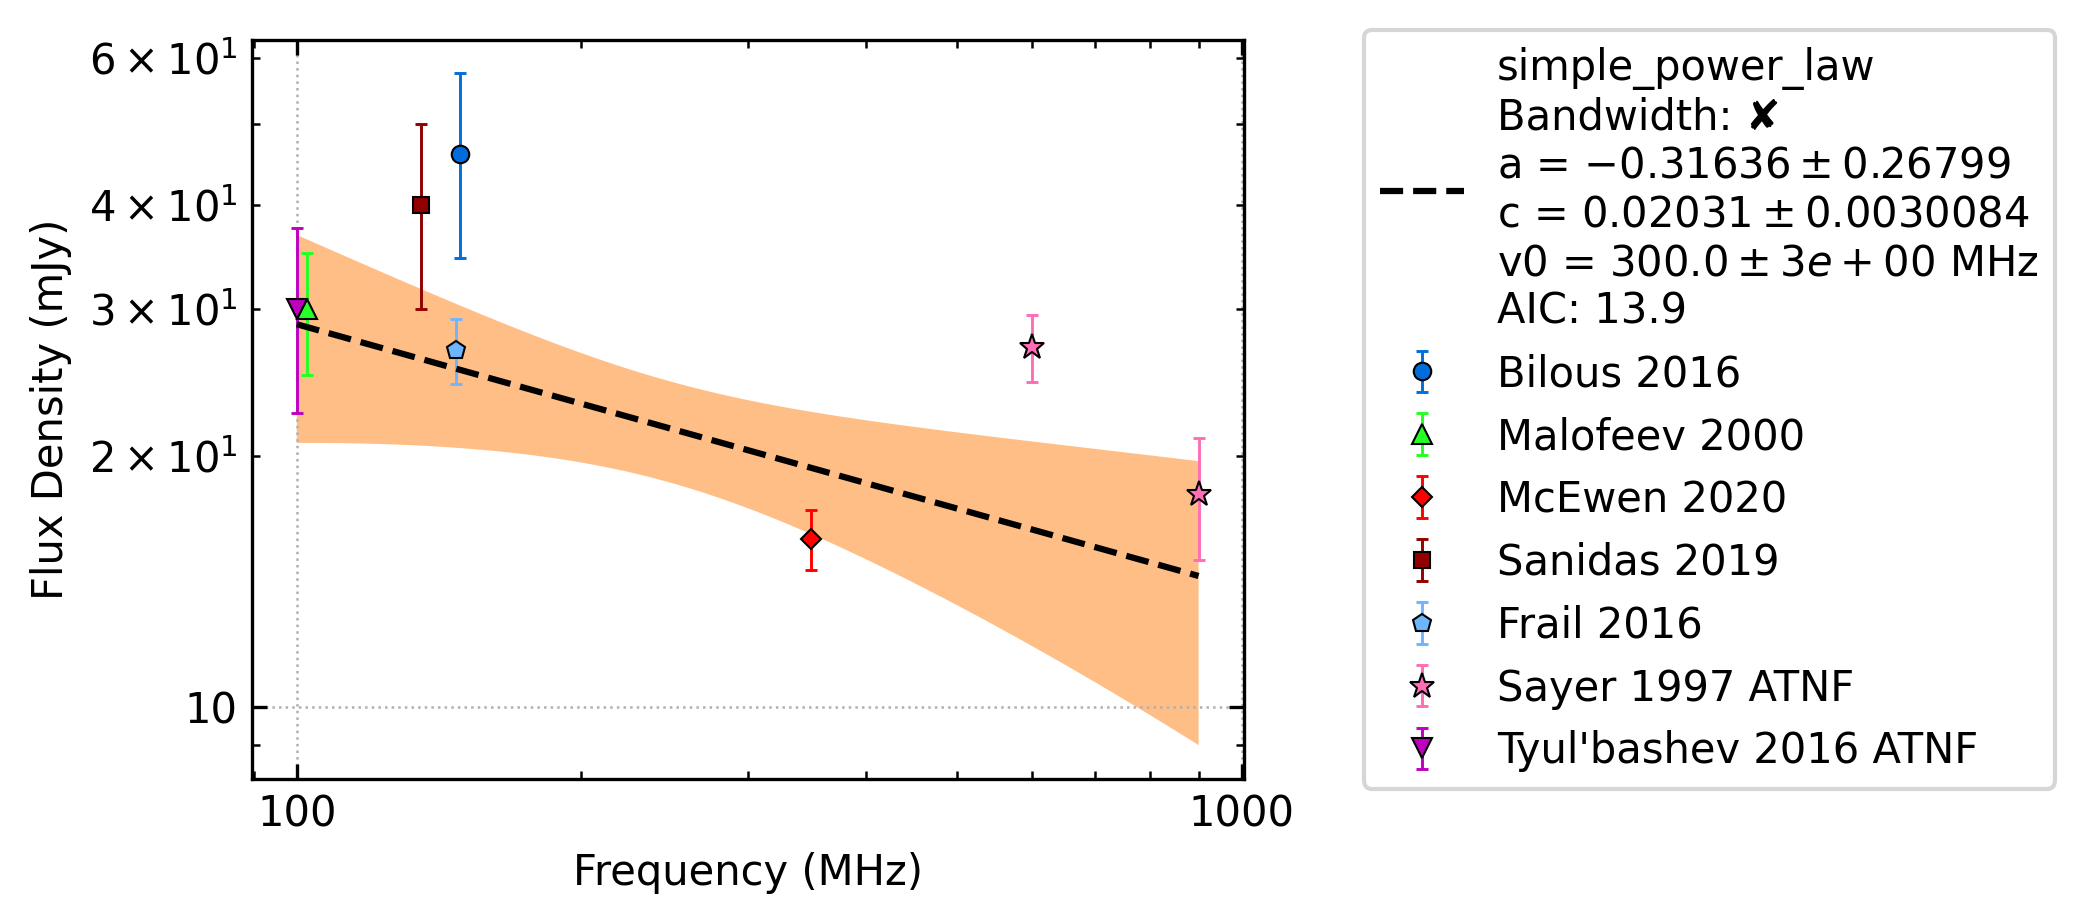 6 × 10¹
4 × 10¹
3 × 10¹
2 × 10¹
10
Flux Density (mJy)
100
1000
Frequency (MHz)
simple_power_law
Bandwidth: ✘
a = −0.31636 ± 0.26799
c = 0.02031 ± 0.0030084
v0 = 300.0 ± 3e + 00 MHz
AIC: 13.9
Bilous 2016
Malofeev 2000
McEwen 2020
Sanidas 2019
Frail 2016
Sayer 1997 ATNF
Tyul'bashev 2016 ATNF